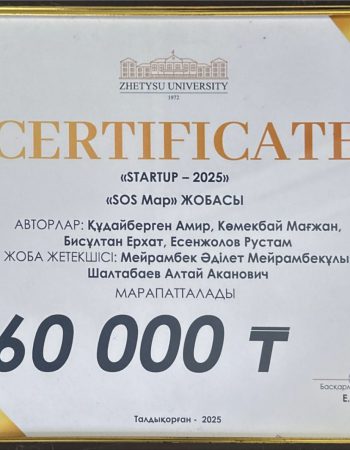 ZHETYSU UNIVERSITY
1972
CERTIFICATE
«STARTUP – 2025»
«SOS Map» ЖОБАСЫ
АВТОРЛАР: Құдайберген Амир, Көмекбай Мағжан,
Бисұлтан Ерхат, Есенжолов Рустам
ЖОБА ЖЕТЕКШІСІ: Мейрамбек Әділет Мейрамбекұлы
Шалтабаев Алтай Аканович
МАРАПАТТАЛАДЫ
60 000 ₸
Е.
Талдықорған - 2025